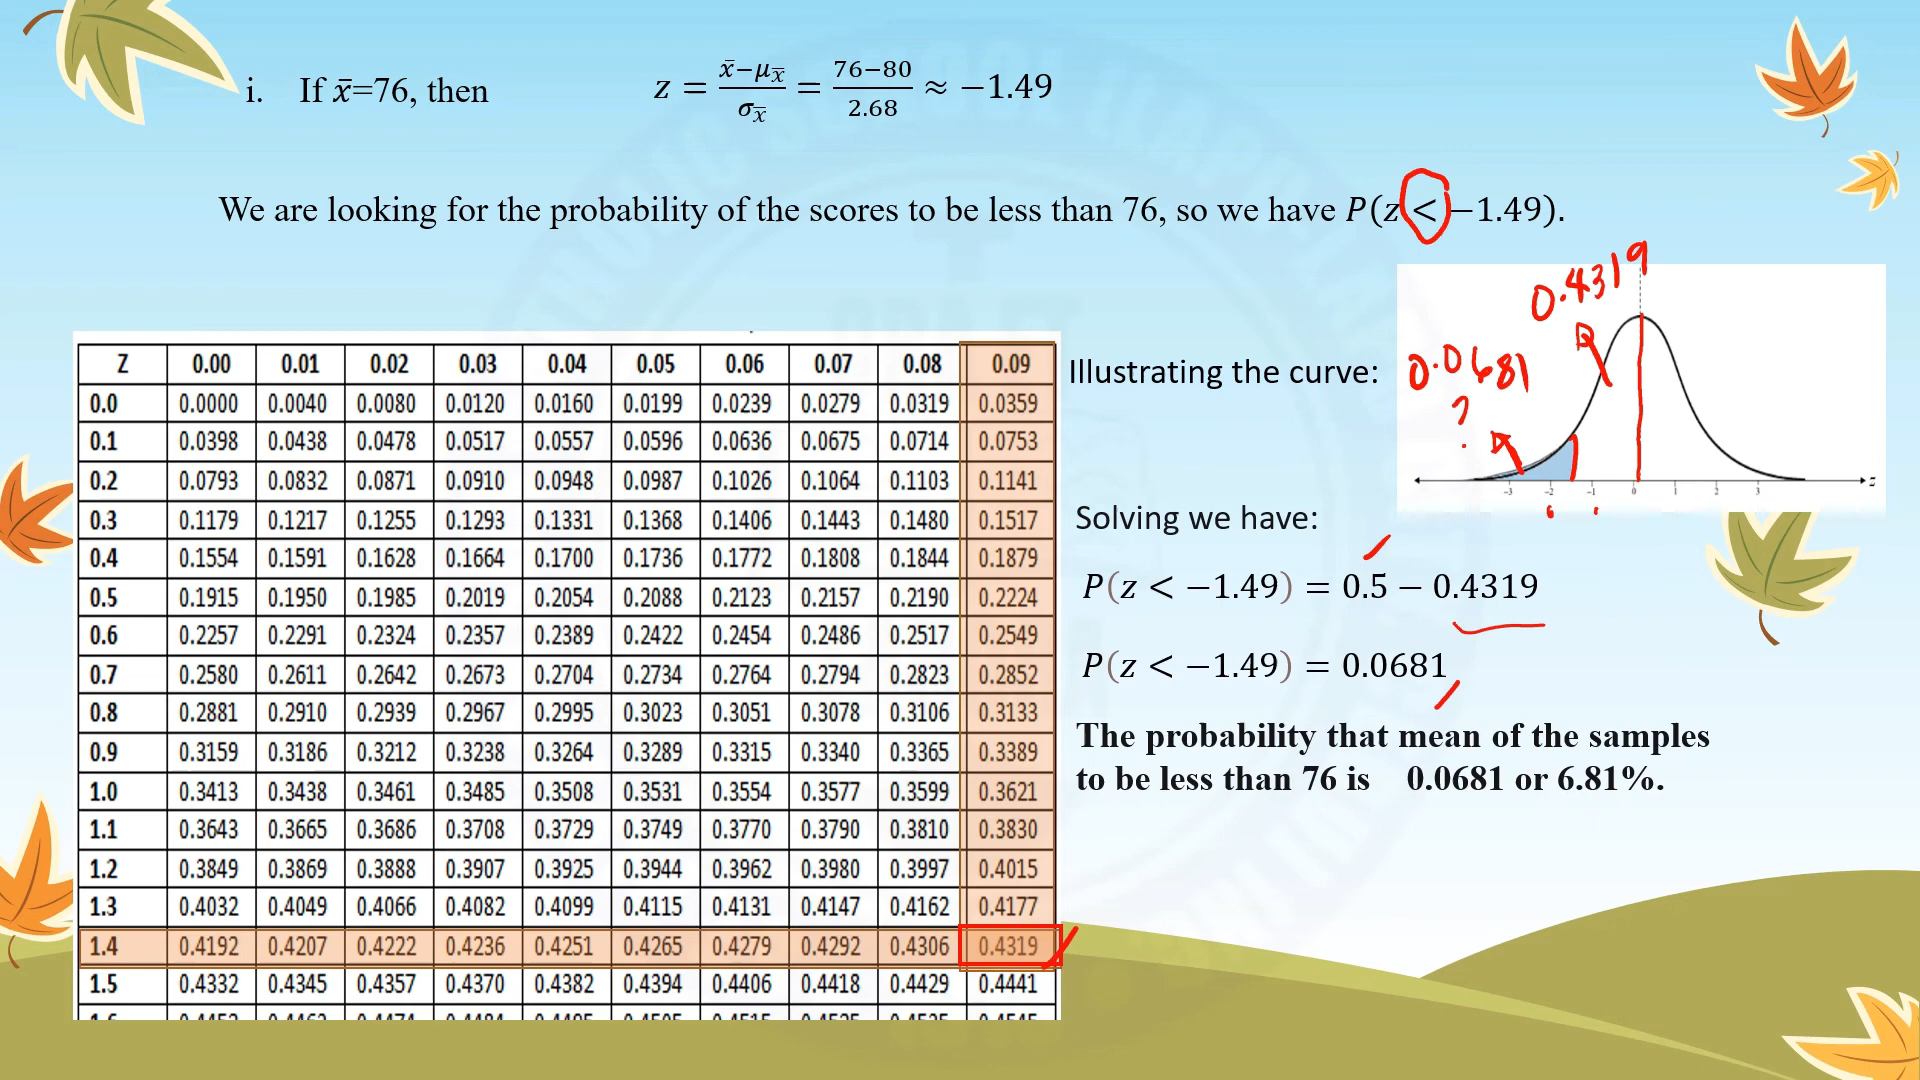 i. If x̄=76, then
z = (x̄−μx̄)/σx̄ = (76−80)/2.68 ≈ −1.49
We are looking for the probability of the scores to be less than 76, so we have P(z < −1.49).
Z 0.00 0.01 0.02 0.03 0.04 0.05 0.06 0.07 0.08 0.09
0.0 0.0000 0.0040 0.0080 0.0120 0.0160 0.0199 0.0239 0.0279 0.0319 0.0359
0.1 0.0398 0.0438 0.0478 0.0517 0.0557 0.0596 0.0636 0.0675 0.0714 0.0753
0.2 0.0793 0.0832 0.0871 0.0910 0.0948 0.0987 0.1026 0.1064 0.1103 0.1141
0.3 0.1179 0.1217 0.1255 0.1293 0.1331 0.1368 0.1406 0.1443 0.1480 0.1517
0.4 0.1554 0.1591 0.1628 0.1664 0.1700 0.1736 0.1772 0.1808 0.1844 0.1879
0.5 0.1915 0.1950 0.1985 0.2019 0.2054 0.2088 0.2123 0.2157 0.2190 0.2224
0.6 0.2257 0.2291 0.2324 0.2357 0.2389 0.2422 0.2454 0.2486 0.2517 0.2549
0.7 0.2580 0.2611 0.2642 0.2673 0.2704 0.2734 0.2764 0.2794 0.2823 0.2852
0.8 0.2881 0.2910 0.2939 0.2967 0.2995 0.3023 0.3051 0.3078 0.3106 0.3133
0.9 0.3159 0.3186 0.3212 0.3238 0.3264 0.3289 0.3315 0.3340 0.3365 0.3389
1.0 0.3413 0.3438 0.3461 0.3485 0.3508 0.3531 0.3554 0.3577 0.3599 0.3621
1.1 0.3643 0.3665 0.3686 0.3708 0.3729 0.3749 0.3770 0.3790 0.3810 0.3830
1.2 0.3849 0.3869 0.3888 0.3907 0.3925 0.3944 0.3962 0.3980 0.3997 0.4015
1.3 0.4032 0.4049 0.4066 0.4082 0.4099 0.4115 0.4131 0.4147 0.4162 0.4177
1.4 0.4192 0.4207 0.4222 0.4236 0.4251 0.4265 0.4279 0.4292 0.4306 0.4319
1.5 0.4332 0.4345 0.4357 0.4370 0.4382 0.4394 0.4406 0.4418 0.4429 0.4441
Illustrating the curve:
0.4319
0.0681
?
-3 -2 -1 0 1 2 3 z
Solving we have:
P(z < −1.49) = 0.5 − 0.4319
P(z < −1.49) = 0.0681
The probability that mean of the samples
to be less than 76 is 0.0681 or 6.81%.